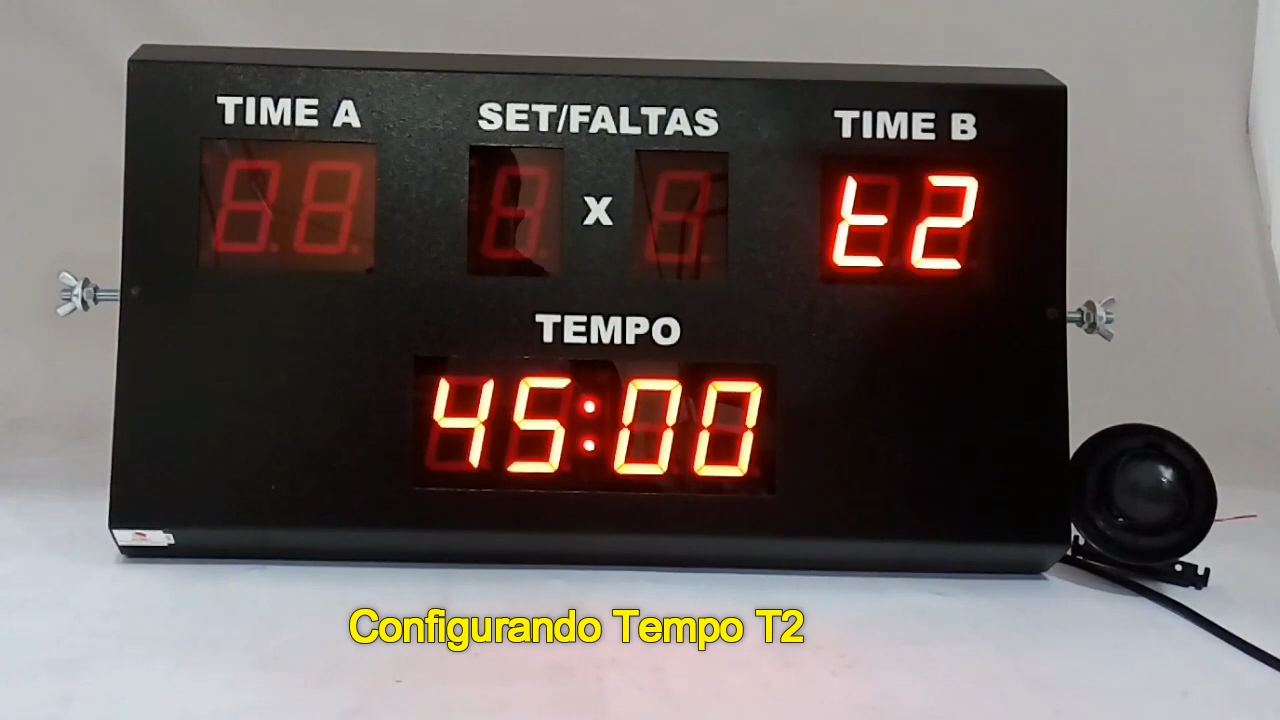 TIME A SET/FALTAS TIME B
X
t2
TEMPO
45:00
Configurando Tempo T2